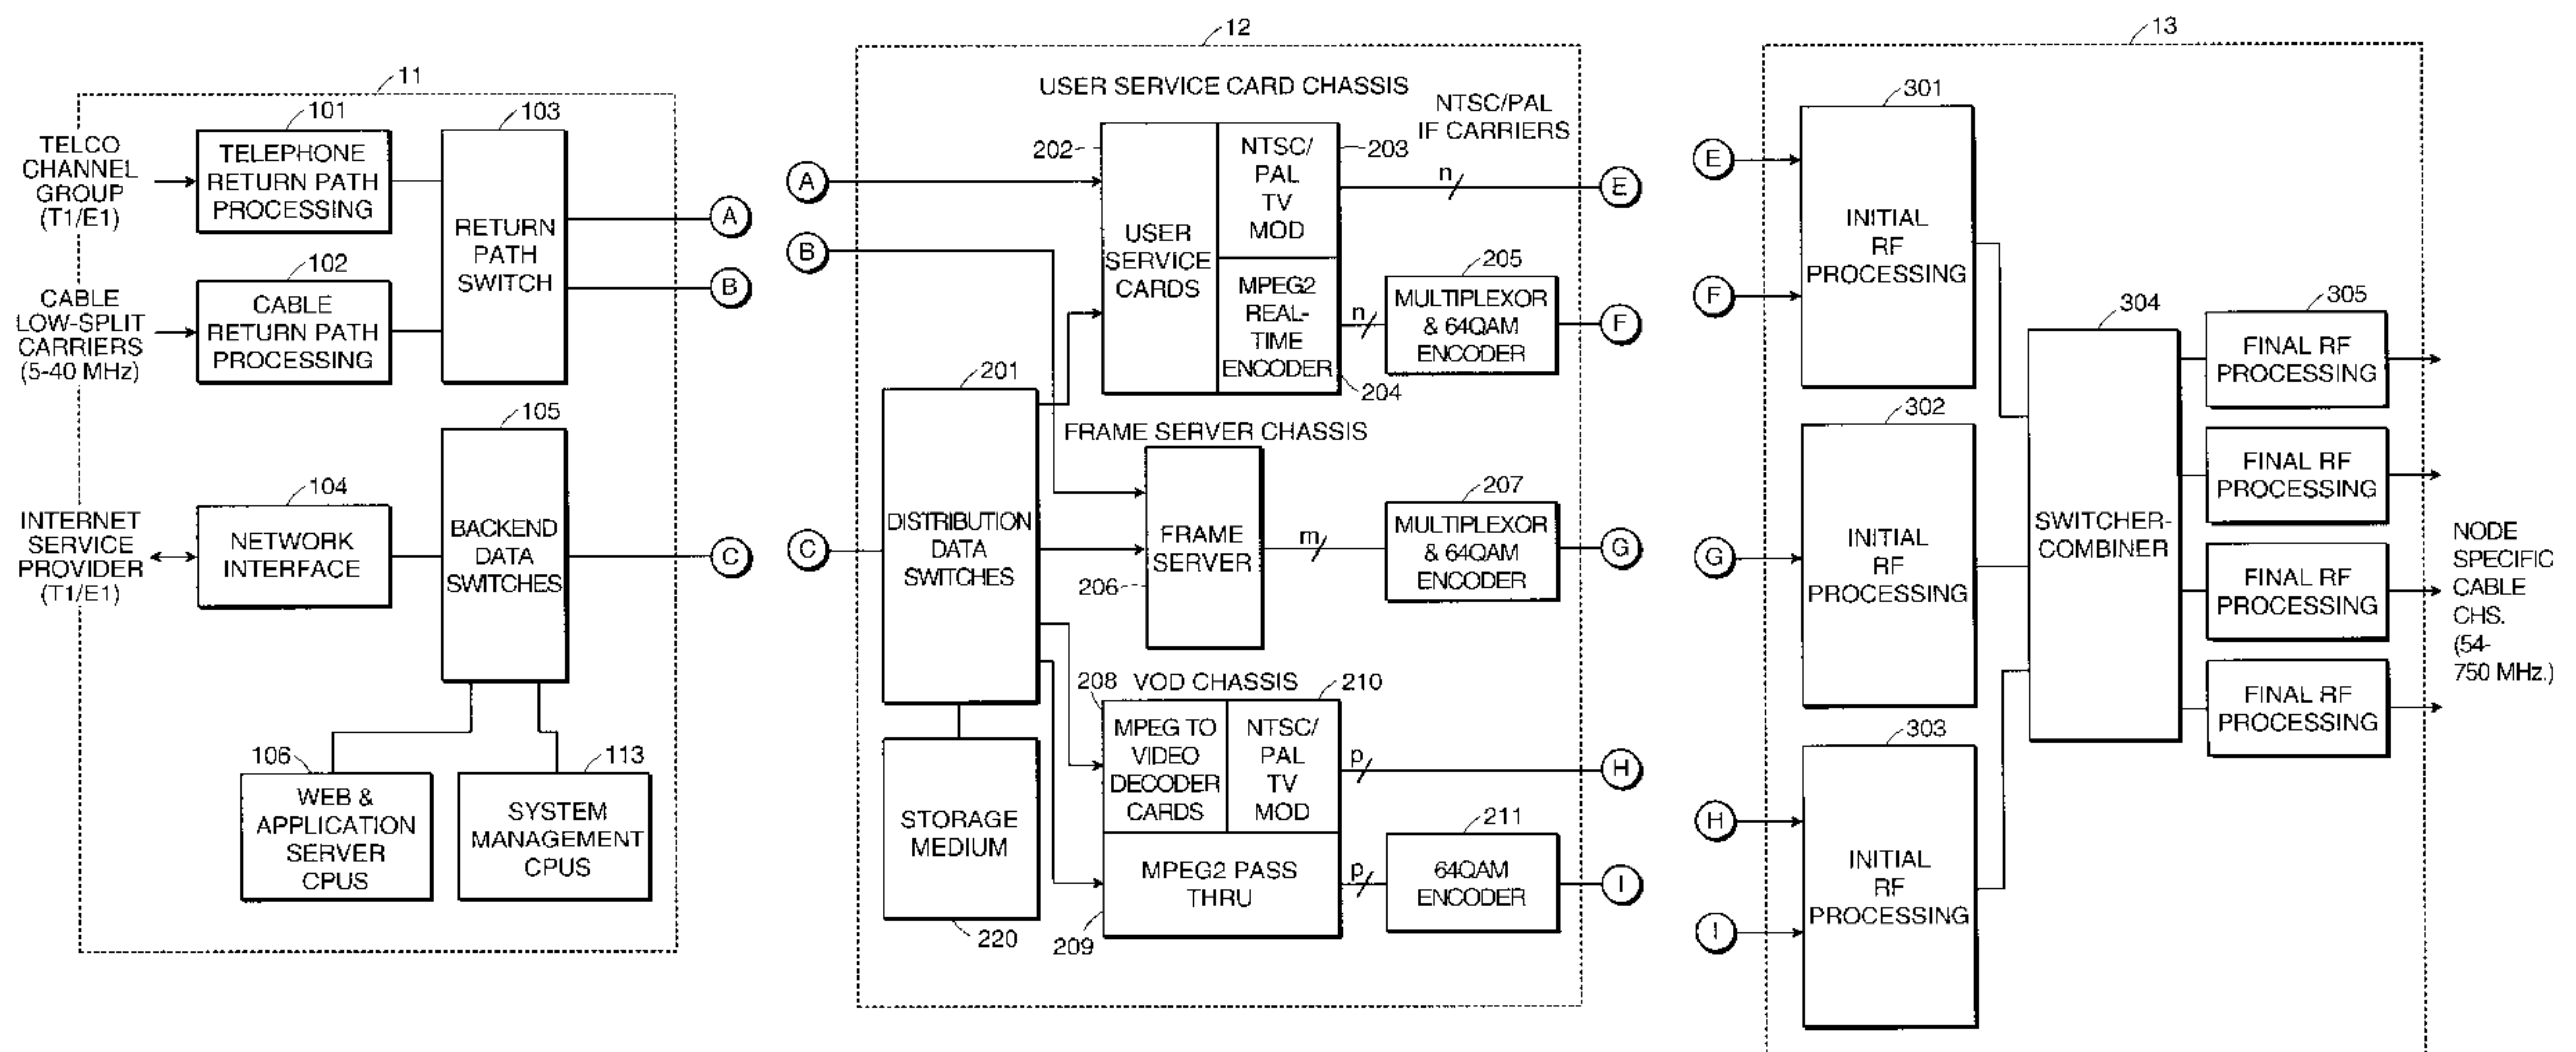 11
101
103
TELCO
CHANNEL
GROUP
(T1/E1)
TELEPHONE
RETURN PATH
PROCESSING
RETURN
PATH
SWITCH
A
B
102
CABLE
LOW-SPLIT
CARRIERS
(5-40 MHz)
CABLE
RETURN PATH
PROCESSING
105
104
INTERNET
SERVICE
PROVIDER
(T1/E1)
NETWORK
INTERFACE
BACKEND
DATA
SWITCHES
C
106
113
WEB &
APPLICATION
SERVER
CPUS
SYSTEM
MANAGEMENT
CPUS
12
USER SERVICE CARD CHASSIS
NTSC/PAL
IF CARRIERS
202
203
A
B
USER
SERVICE
CARDS
NTSC/
PAL
TV
MOD
n
E
MPEG2
REAL-
TIME
ENCODER
204
n
205
MULTIPLEXOR
& 64QAM
ENCODER
F
201
FRAME SERVER CHASSIS
C
DISTRIBUTION
DATA
SWITCHES
FRAME
SERVER
206
m
207
MULTIPLEXOR
& 64QAM
ENCODER
G
208
VOD CHASSIS
210
MPEG TO
VIDEO
DECODER
CARDS
NTSC/
PAL
TV
MOD
p
H
STORAGE
MEDIUM
220
MPEG2 PASS
THRU
209
p
211
64QAM
ENCODER
I
13
301
E
F
INITIAL
RF
PROCESSING
302
G
INITIAL
RF
PROCESSING
303
H
I
INITIAL
RF
PROCESSING
304
SWITCHER-
COMBINER
305
FINAL RF
PROCESSING
FINAL RF
PROCESSING
FINAL RF
PROCESSING
FINAL RF
PROCESSING
NODE
SPECIFIC
CABLE
CHS.
(54-
750 MHz.)